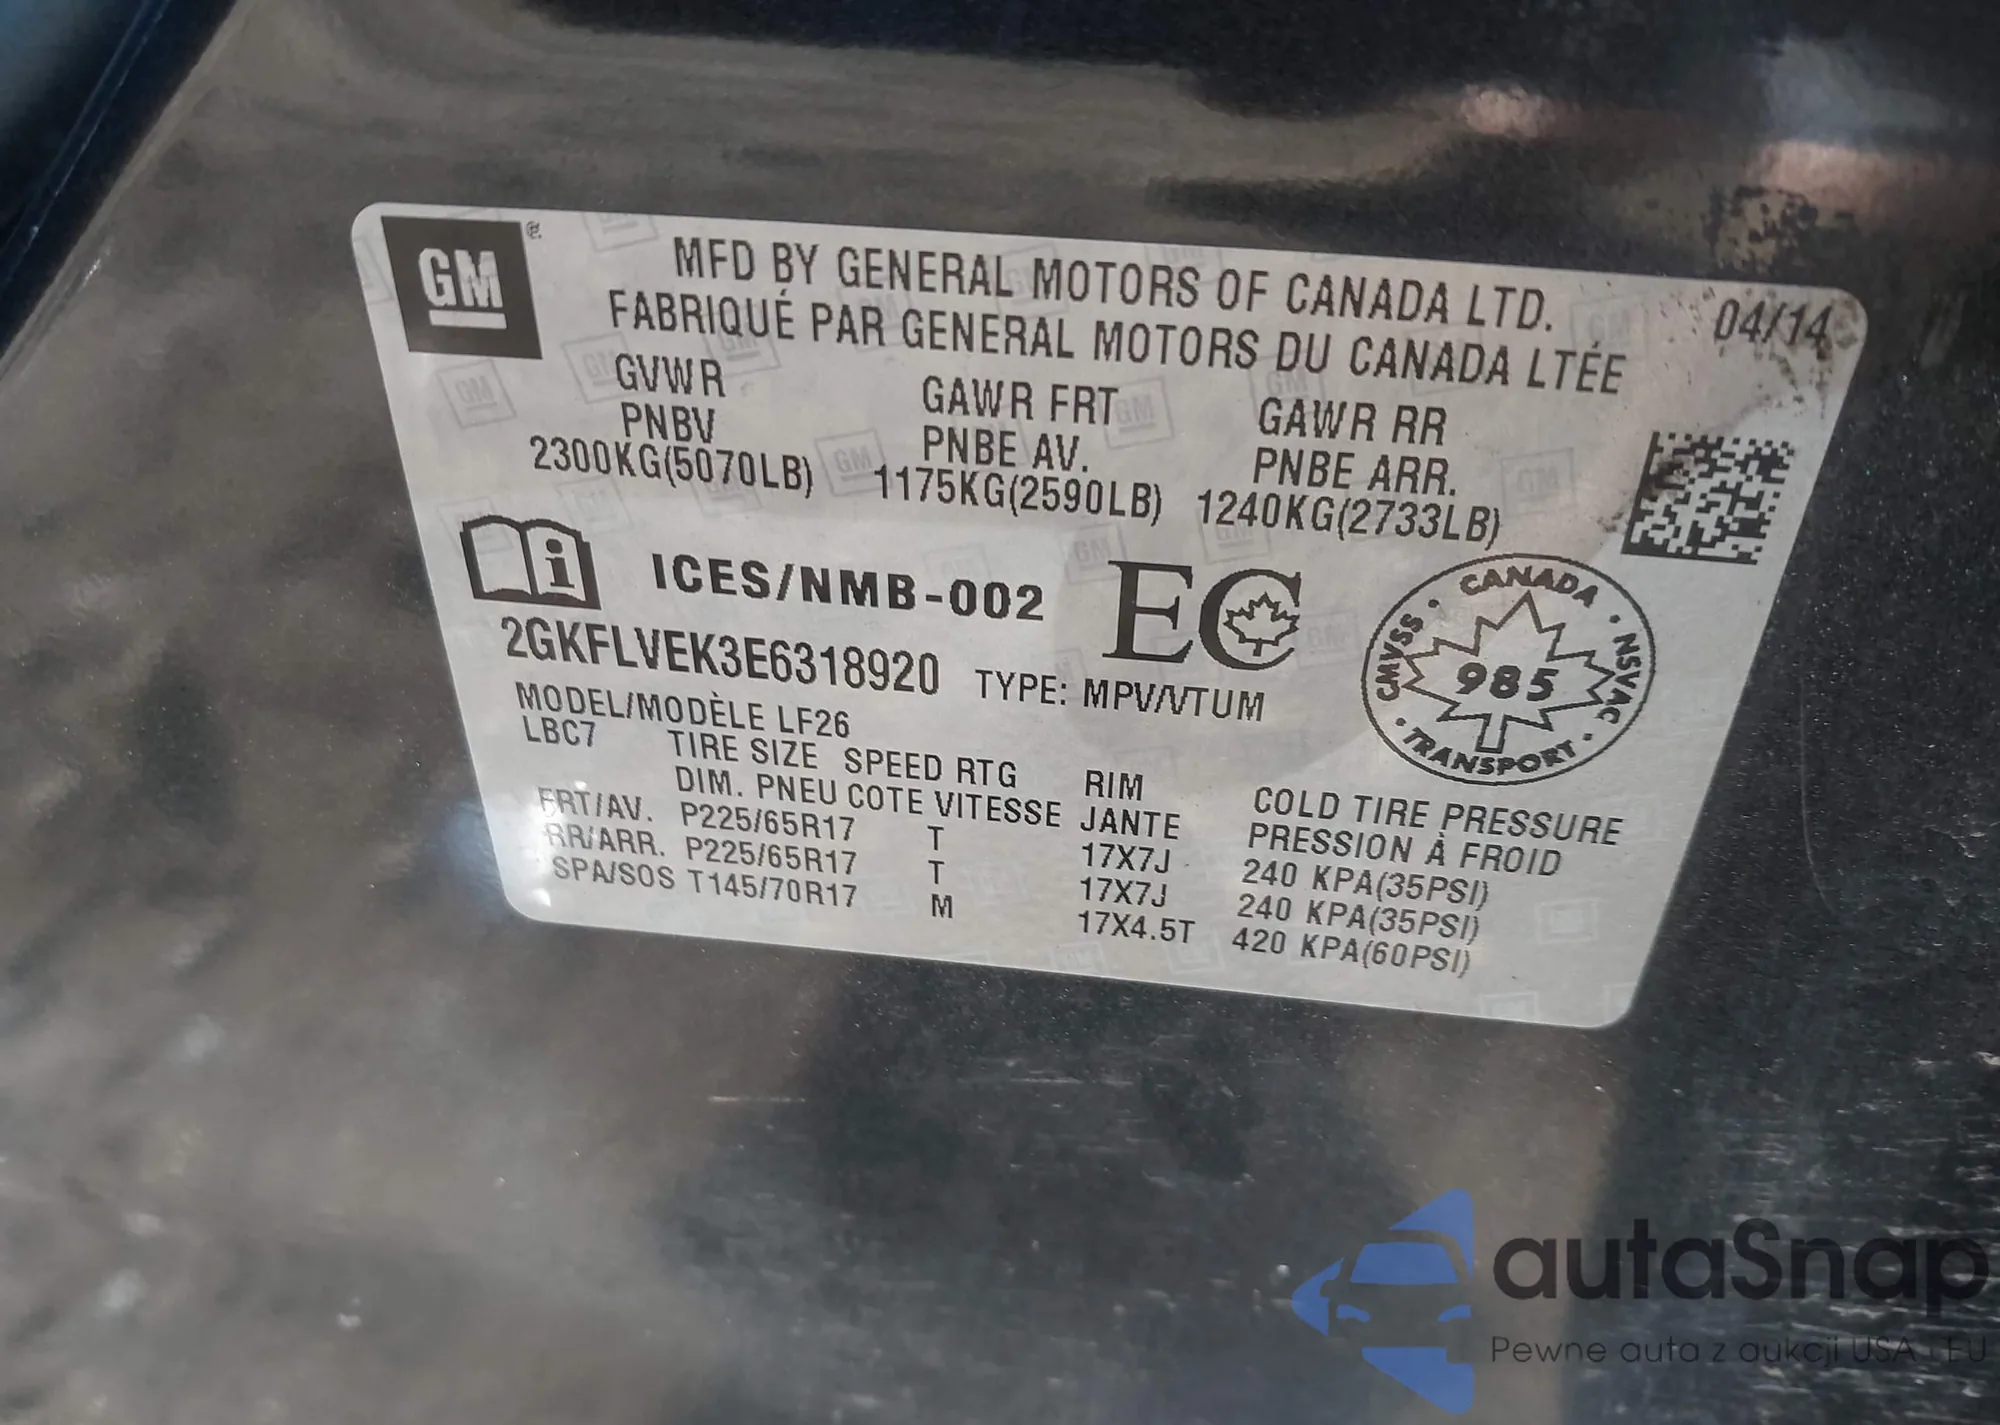 GM
MFD BY GENERAL MOTORS OF CANADA LTD.
FABRIQUÉ PAR GENERAL MOTORS DU CANADA LTÉE
04/14
GVWR GAWR FRT GAWR RR
PNBV PNBE AV. PNBE ARR.
2300KG(5070LB) 1175KG(2590LB) 1240KG(2733LB)
ICES/NMB-002 EC
CANADA · NSVAC · TRANSPORT · CMVSS ·
985
2GKFLVEK3E6318920 TYPE: MPV/VTUM
MODEL/MODÈLE LF26
LBC7 TIRE SIZE SPEED RTG RIM COLD TIRE PRESSURE
DIM. PNEU COTE VITESSE JANTE PRESSION À FROID
FRT/AV. P225/65R17 T 17X7J 240 KPA(35PSI)
RR/ARR. P225/65R17 T 17X7J 240 KPA(35PSI)
SPA/SOS T145/70R17 M 17X4.5T 420 KPA(60PSI)
autaSnap
Pewne auta z aukcji USA i EU